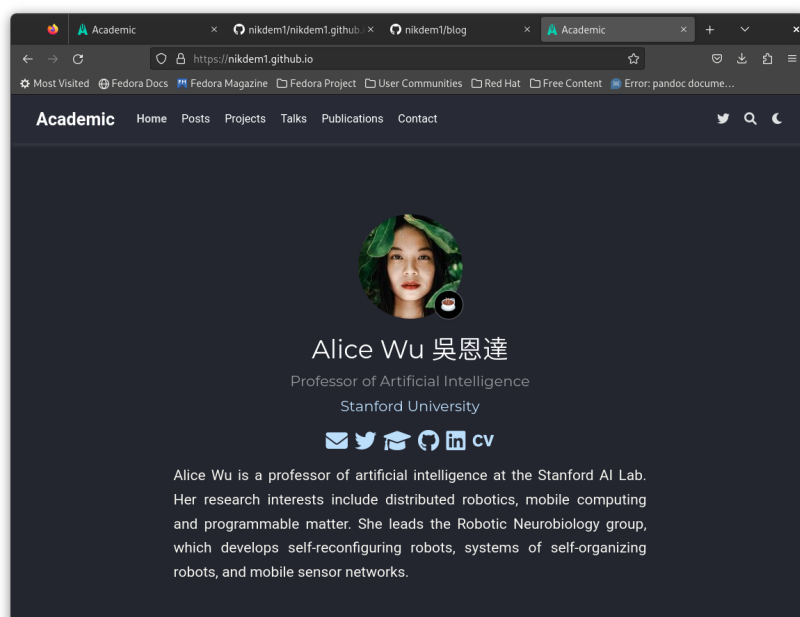 Academic
nikdem1/nikdem1.github.
nikdem1/blog
Academic
https://nikdem1.github.io
Most Visited Fedora Docs Fedora Magazine Fedora Project User Communities Red Hat Free Content Error: pandoc docume…
Academic Home Posts Projects Talks Publications Contact
Alice Wu 吳恩達
Professor of Artificial Intelligence
Stanford University
CV
Alice Wu is a professor of artificial intelligence at the Stanford AI Lab.
Her research interests include distributed robotics, mobile computing
and programmable matter. She leads the Robotic Neurobiology group,
which develops self-reconfiguring robots, systems of self-organizing
robots, and mobile sensor networks.